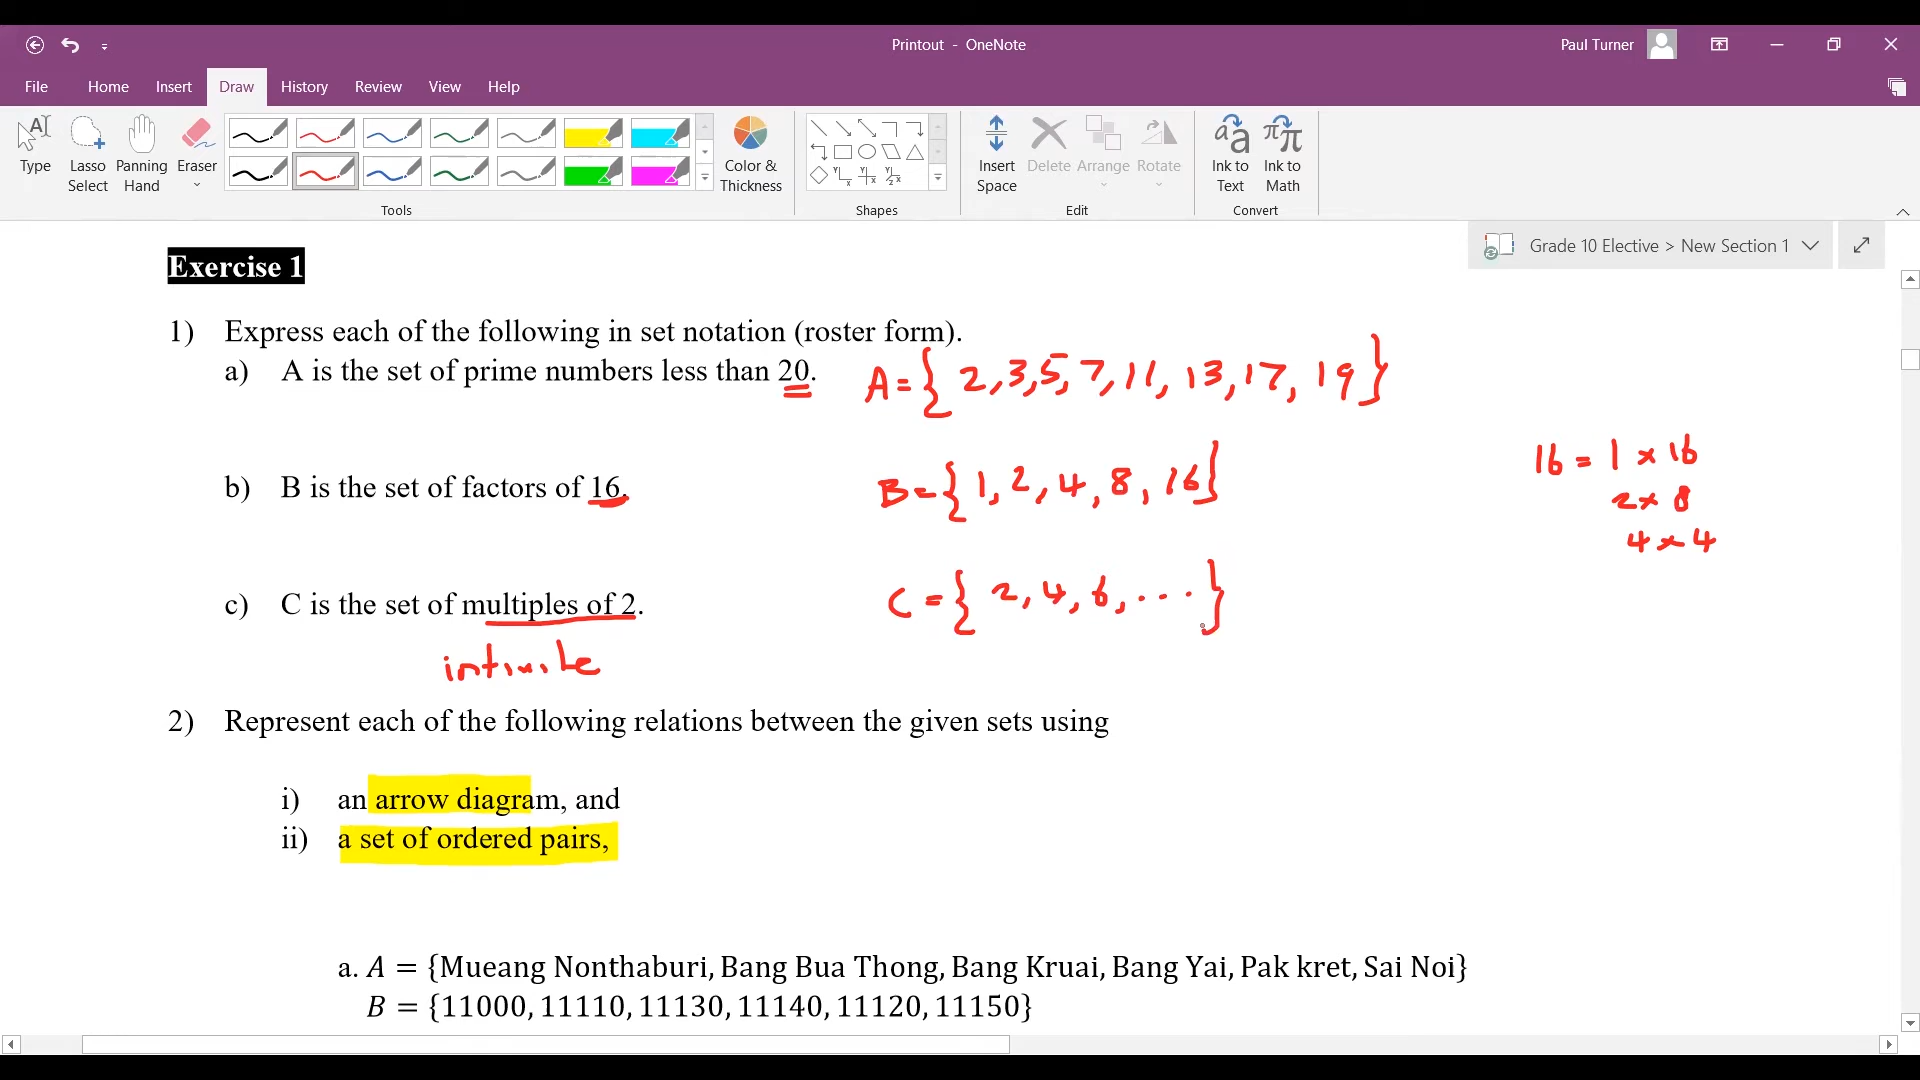 Printout - OneNote
Paul Turner
File Home Insert Draw History Review View Help
Type
Lasso Select
Panning Hand
Eraser
Color & Thickness
Insert Space
Delete
Arrange
Rotate
Ink to Text
Ink to Math
Tools
Shapes
Edit
Convert
Grade 10 Elective > New Section 1
Exercise 1
1) Express each of the following in set notation (roster form).
a) A is the set of prime numbers less than 20. A = { 2, 3, 5, 7, 11, 13, 17, 19 }
b) B is the set of factors of 16. B = { 1, 2, 4, 8, 16 }
16 = 1 × 16
2 × 8
4 × 4
c) C is the set of multiples of 2. C = { 2, 4, 6, ... }
infinite
2) Represent each of the following relations between the given sets using
i) an arrow diagram, and
ii) a set of ordered pairs,
a. A = {Mueang Nonthaburi, Bang Bua Thong, Bang Kruai, Bang Yai, Pak kret, Sai Noi}
B = {11000, 11110, 11130, 11140, 11120, 11150}